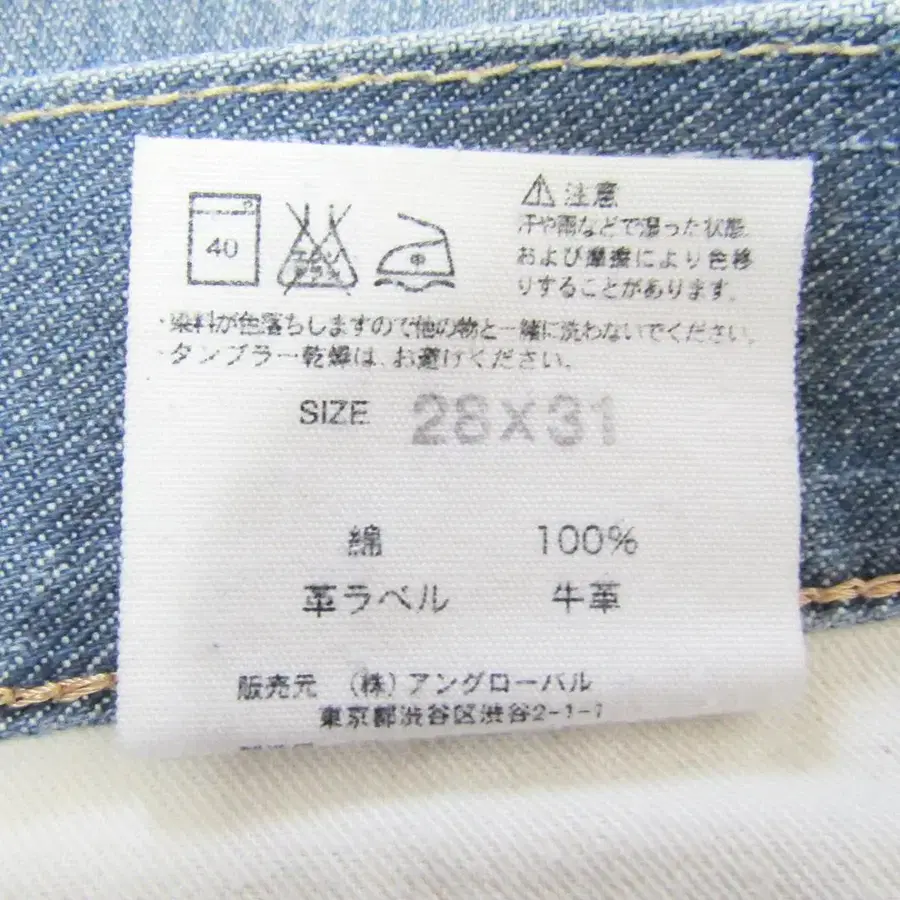 40
⚠ 注意
汗や雨などで湿った状態、
および摩擦により色移
りすることがあります。
・染料が色落ちしますので他の物と一緒に洗わないでください。
・タンブラー乾燥は、お避けください。
SIZE 28X31
綿 100%
革ラベル 牛革
販売元 (株)アングローバル
東京都渋谷区渋谷2-1-1